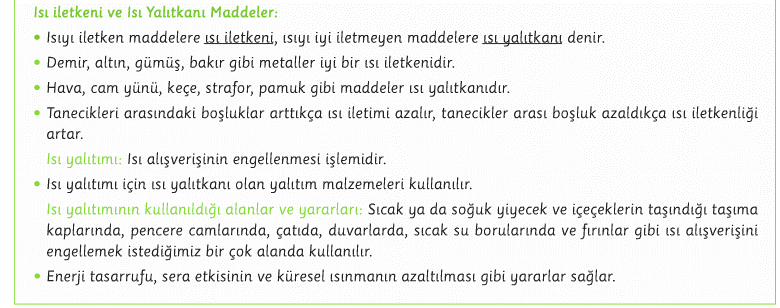 Isı iletkeni ve Isı Yalıtkanı Maddeler:
• Isıyı ileten maddelere ısı iletkeni, ısıyı iyi iletmeyen maddelere ısı yalıtkanı denir.
• Demir, altın, gümüş, bakır gibi metaller iyi bir ısı iletkenidir.
• Hava, cam yünü, keçe, strafor, pamuk gibi maddeler ısı yalıtkanıdır.
• Tanecikleri arasındaki boşluklar arttıkça ısı iletimi azalır, tanecikler arası boşluk azaldıkça ısı iletkenliği
artar.
Isı yalıtımı: Isı alışverişinin engellenmesi işlemidir.
• Isı yalıtımı için ısı yalıtkanı olan yalıtım malzemeleri kullanılır.
Isı yalıtımının kullanıldığı alanlar ve yararları: Sıcak ya da soğuk yiyecek ve içeçeklerin taşındığı taşıma
kaplarında, pencere camlarında, çatıda, duvarlarda, sıcak su borularında ve fırınlar gibi ısı alışverişini
engellemek istediğimiz bir çok alanda kullanılır.
• Enerji tasarrufu, sera etkisinin ve küresel ısınmanın azaltılması gibi yararlar sağlar.